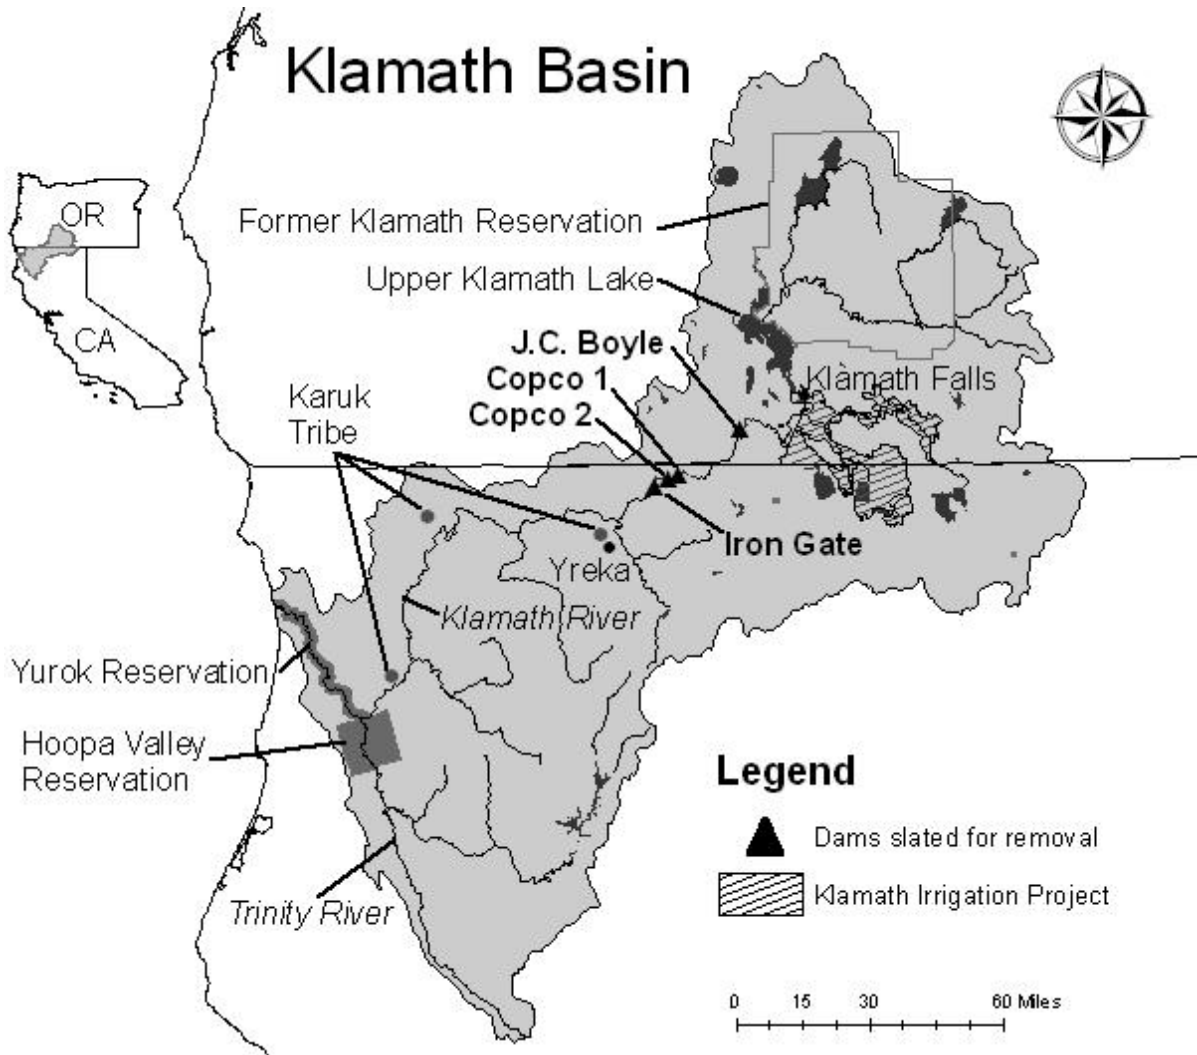 Klamath Basin
OR
CA
Former Klamath Reservation
Upper Klamath Lake
J.C. Boyle
Copco 1
Copco 2
Klamath Falls
Karuk
Tribe
Iron Gate
Yreka
Klamath River
Yurok Reservation
Hoopa Valley
Reservation
Trinity River
Legend
Dams slated for removal
Klamath Irrigation Project
0 15 30 60 Miles